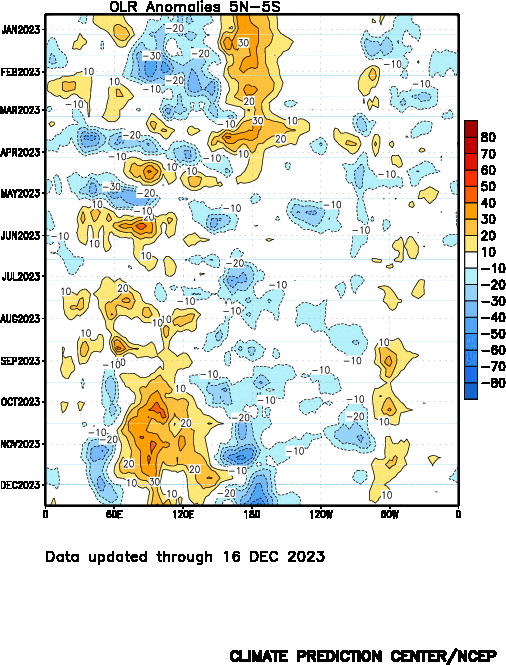 OLR Anomalies 5N-5S
JAN2023
FEB2023
MAR2023
APR2023
MAY2023
JUN2023
JUL2023
AUG2023
SEP2023
OCT2023
NOV2023
DEC2023
0 60E 120E 180 120W 60W 0
80
70
60
50
40
30
20
10
-10
-20
-30
-40
-50
-60
-70
-80
Data updated through 16 DEC 2023
CLIMATE PREDICTION CENTER/NCEP